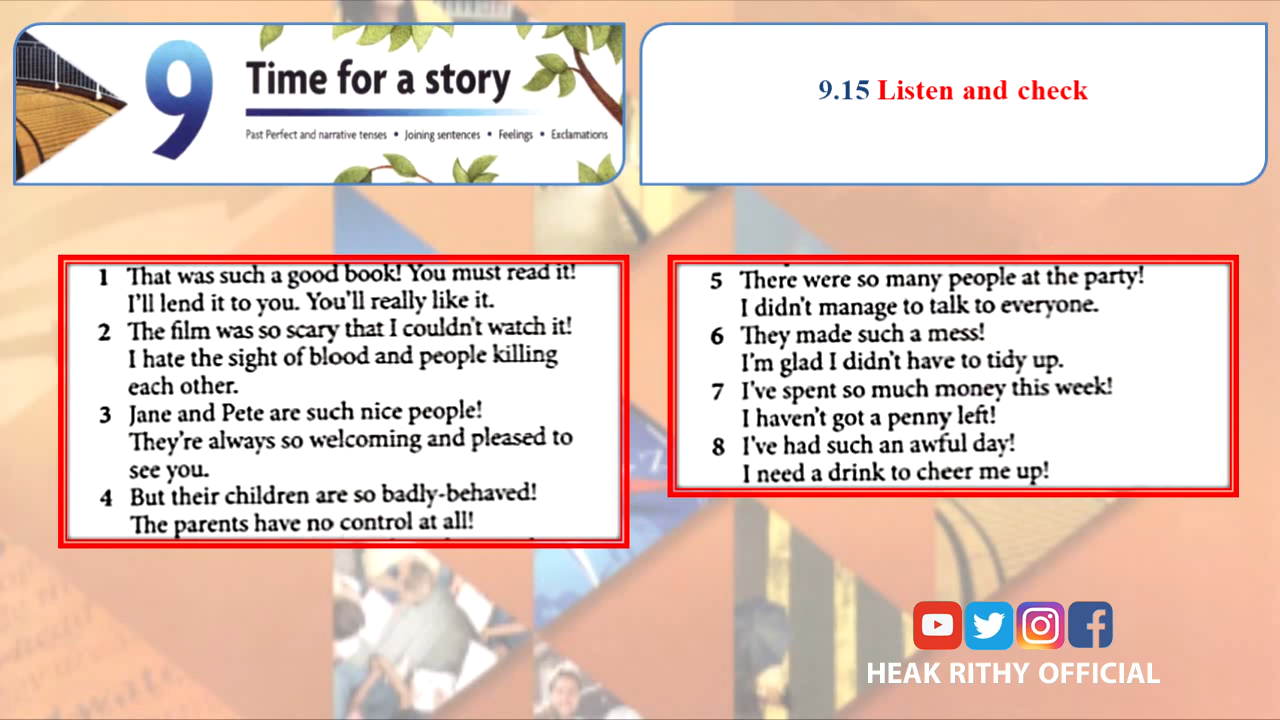 9 Time for a story
Past Perfect and narrative tenses • Joining sentences • Feelings • Exclamations
9.15 Listen and check
1 That was such a good book! You must read it!
I'll lend it to you. You'll really like it.
2 The film was so scary that I couldn't watch it!
I hate the sight of blood and people killing
each other.
3 Jane and Pete are such nice people!
They're always so welcoming and pleased to
see you.
4 But their children are so badly-behaved!
The parents have no control at all!
5 There were so many people at the party!
I didn't manage to talk to everyone.
6 They made such a mess!
I'm glad I didn't have to tidy up.
7 I've spent so much money this week!
I haven't got a penny left!
8 I've had such an awful day!
I need a drink to cheer me up!
HEAK RITHY OFFICIAL